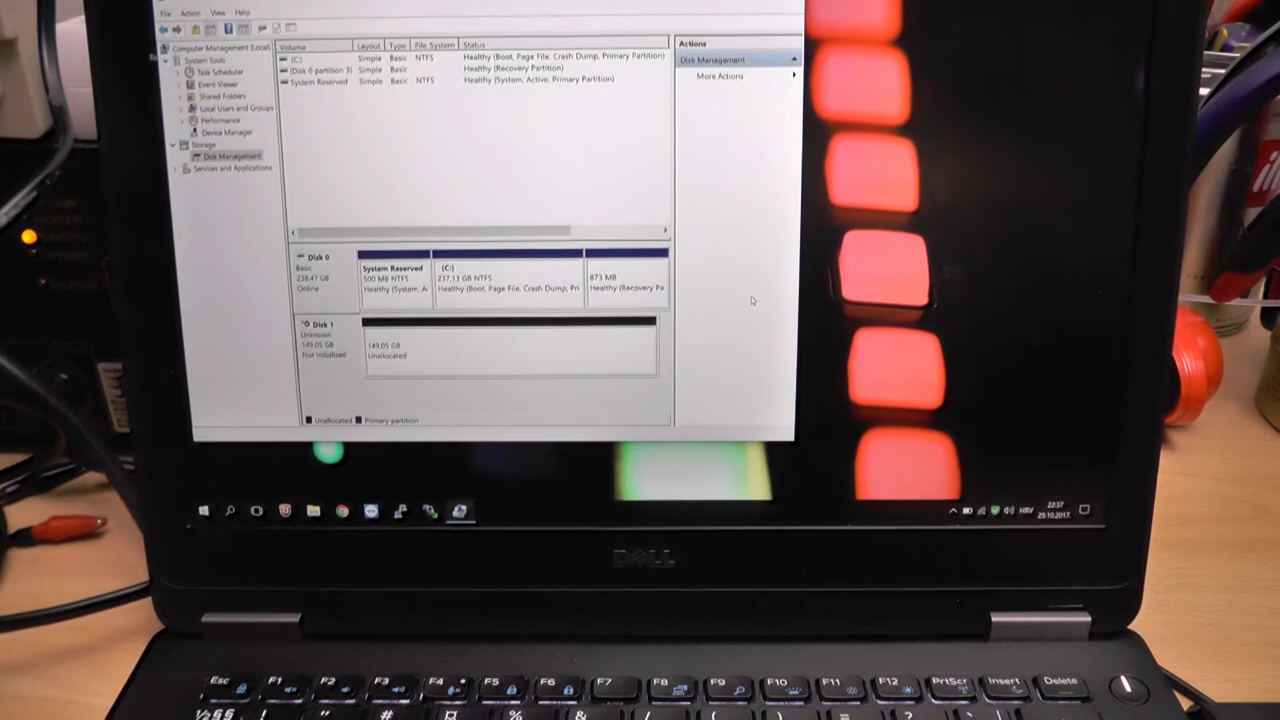 File Action View Help
Computer Management (Local)
System Tools
Task Scheduler
Event Viewer
Shared Folders
Local Users and Groups
Performance
Device Manager
Storage
Disk Management
Services and Applications
Volume Layout Type File System Status
(C:) Simple Basic NTFS Healthy (Boot, Page File, Crash Dump, Primary Partition)
(Disk 0 partition 3) Simple Basic Healthy (Recovery Partition)
System Reserved Simple Basic NTFS Healthy (System, Active, Primary Partition)
Actions
Disk Management
More Actions
Disk 0
Basic
238,47 GB
Online
System Reserved
500 MB NTFS
Healthy (System, A
(C:)
237,13 GB NTFS
Healthy (Boot, Page File, Crash Dump, Pri
873 MB
Healthy (Recovery Pa
Disk 1
Unknown
149,05 GB
Not Initialised
149,05 GB
Unallocated
Unallocated Primary partition
HRV
22:37
29.10.2017.
DELL
Esc F1 F2 F3 F4 F5 F6 F7 F8 F9 F10 F11 F12 PrtScr Insert Delete
½§§ ! " # ¤ % & / ( ) = ?